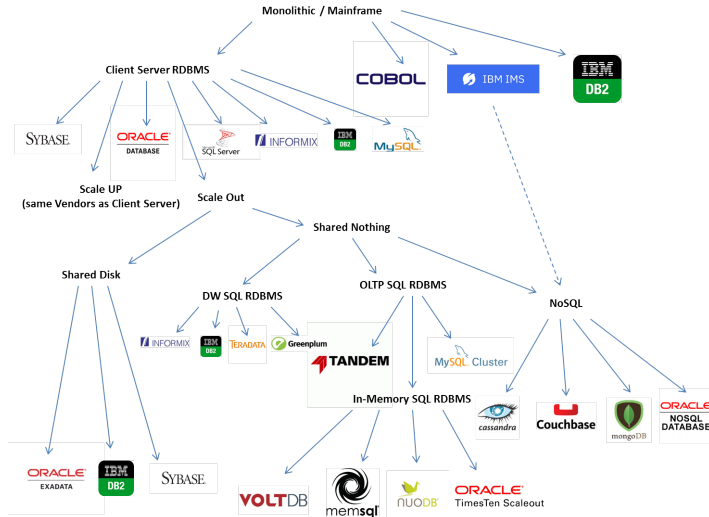 Monolithic / Mainframe
COBOL
IBM IMS
IBM
DB2
Client Server RDBMS
SYBASE
ORACLE
DATABASE
Microsoft
SQL Server
INFORMIX
IBM
DB2
MySQL
Scale UP
(same Vendors as Client Server)
Scale Out
Shared Nothing
Shared Disk
DW SQL RDBMS
OLTP SQL RDBMS
NoSQL
INFORMIX
IBM
DB2
TERADATA
Greenplum
TANDEM
MySQL Cluster
In-Memory SQL RDBMS
cassandra
Couchbase
mongoDB
ORACLE
NOSQL
DATABASE
ORACLE
EXADATA
IBM
DB2
SYBASE
VOLTDB
memsql
NUODB
ORACLE
TimesTen Scaleout